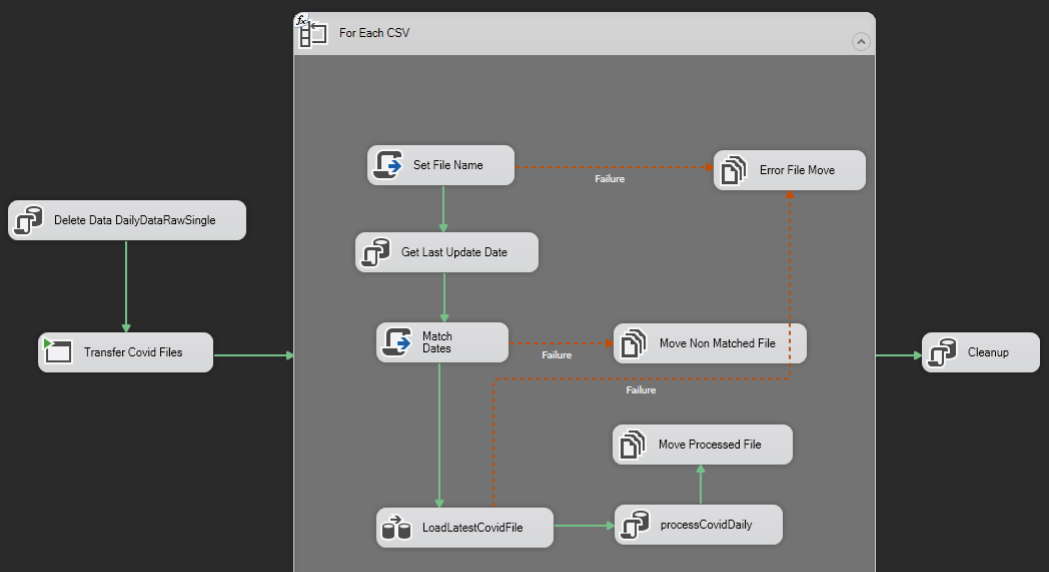 fx
For Each CSV
Set File Name
Failure
Error File Move
Delete Data DailyDataRawSingle
Get Last Update Date
Transfer Covid Files
Match
Dates
Failure
Move Non Matched File
Cleanup
Failure
Move Processed File
LoadLatestCovidFile
processCovidDaily